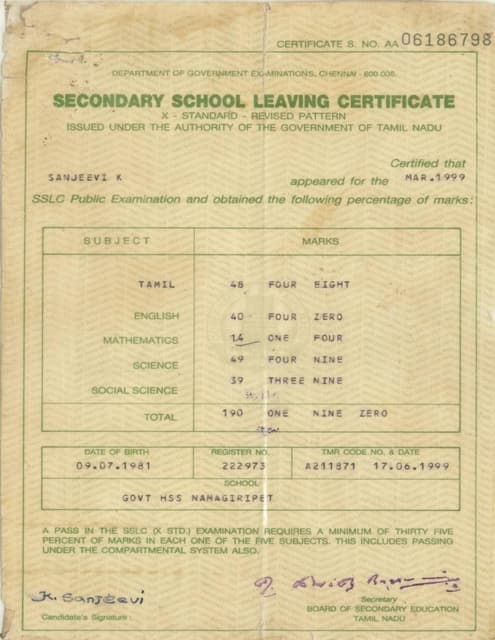 CERTIFICATE S. NO. AA 06186798
DEPARTMENT OF GOVERNMENT EXAMINATIONS, CHENNAI - 600 006.
SECONDARY SCHOOL LEAVING CERTIFICATE
X - STANDARD - REVISED PATTERN
ISSUED UNDER THE AUTHORITY OF THE GOVERNMENT OF TAMIL NADU
Certified that
SANJEEVI K appeared for the MAR.1999
SSLC Public Examination and obtained the following percentage of marks:
SUBJECT MARKS
TAMIL 48 FOUR EIGHT
ENGLISH 40 FOUR ZERO
MATHEMATICS 14 ONE FOUR
SCIENCE 49 FOUR NINE
SOCIAL SCIENCE 39 THREE NINE
TOTAL 190 ONE NINE ZERO
DATE OF BIRTH REGISTER NO. TMR CODE NO. & DATE
09.07.1981 222973 A211871 17.06.1999
SCHOOL
GOVT HSS NAMAGIRIPET
A PASS IN THE SSLC (X STD.) EXAMINATION REQUIRES A MINIMUM OF THIRTY FIVE
PERCENT OF MARKS IN EACH ONE OF THE FIVE SUBJECTS. THIS INCLUDES PASSING
UNDER THE COMPARTMENTAL SYSTEM ALSO.
K. Sanjeevi
Candidate's Signature
Secretary
BOARD OF SECONDARY EDUCATION
TAMIL NADU